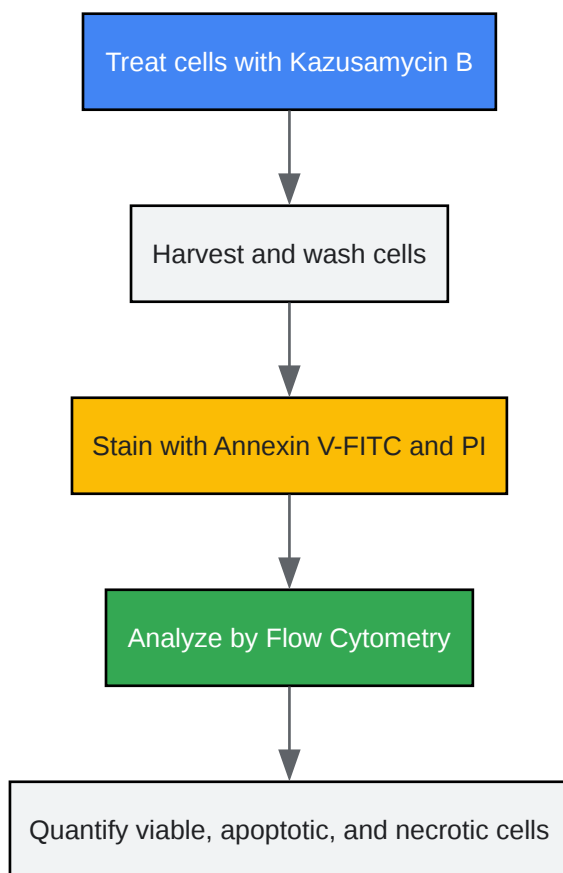 Treat cells with Kazusamycin B
Harvest and wash cells
Stain with Annexin V-FITC and PI
Analyze by Flow Cytometry
Quantify viable, apoptotic, and necrotic cells